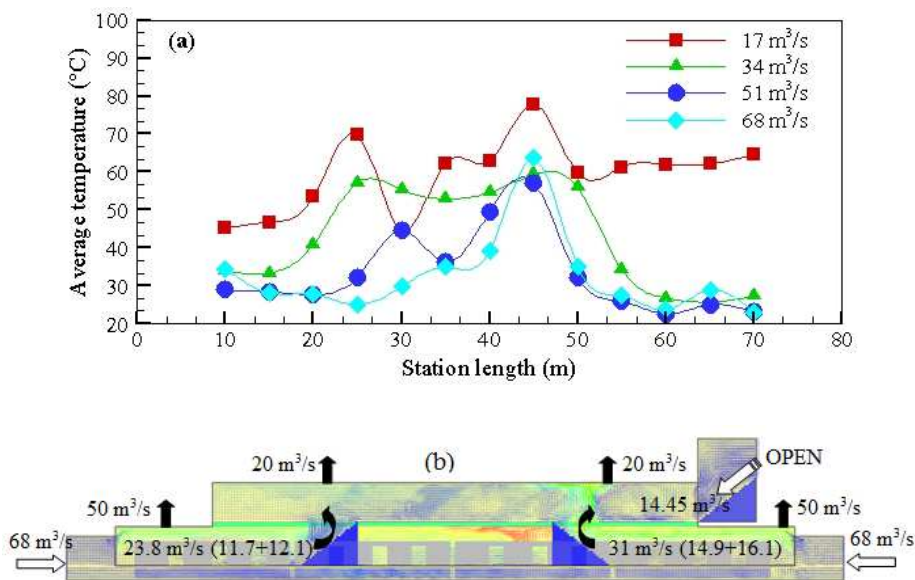 (a)
17 m³/s
34 m³/s
51 m³/s
68 m³/s
Average temperature (°C)
100
90
80
70
60
50
40
30
20
0 10 20 30 40 50 60 70 80
Station length (m)
(b)
20 m³/s
20 m³/s
OPEN
50 m³/s
14.45 m³/s
50 m³/s
68 m³/s
23.8 m³/s (11.7+12.1)
31 m³/s (14.9+16.1)
68 m³/s